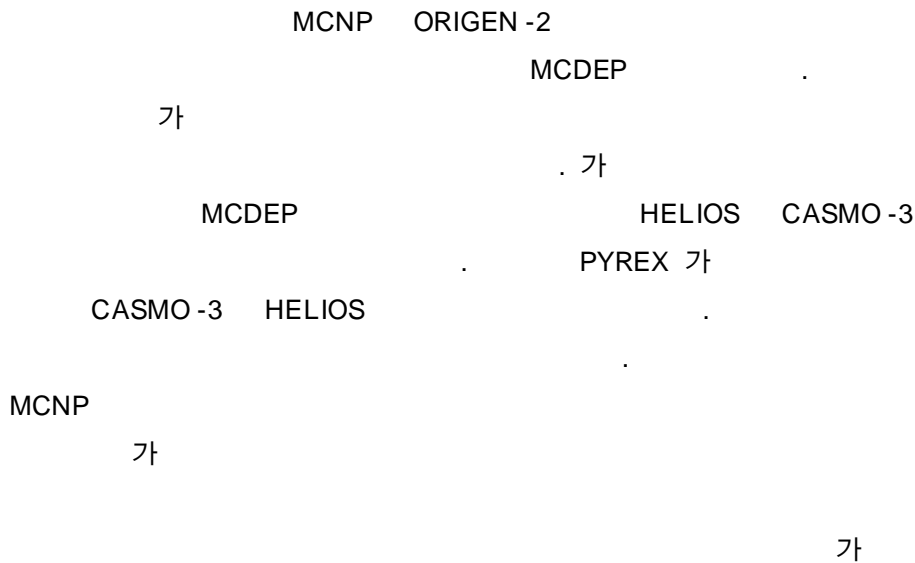 MCNP ORIGEN -2
MCDEP .
가
. 가
MCDEP HELIOS CASMO -3
. PYREX 가
CASMO -3 HELIOS .
.
MCNP
가
가